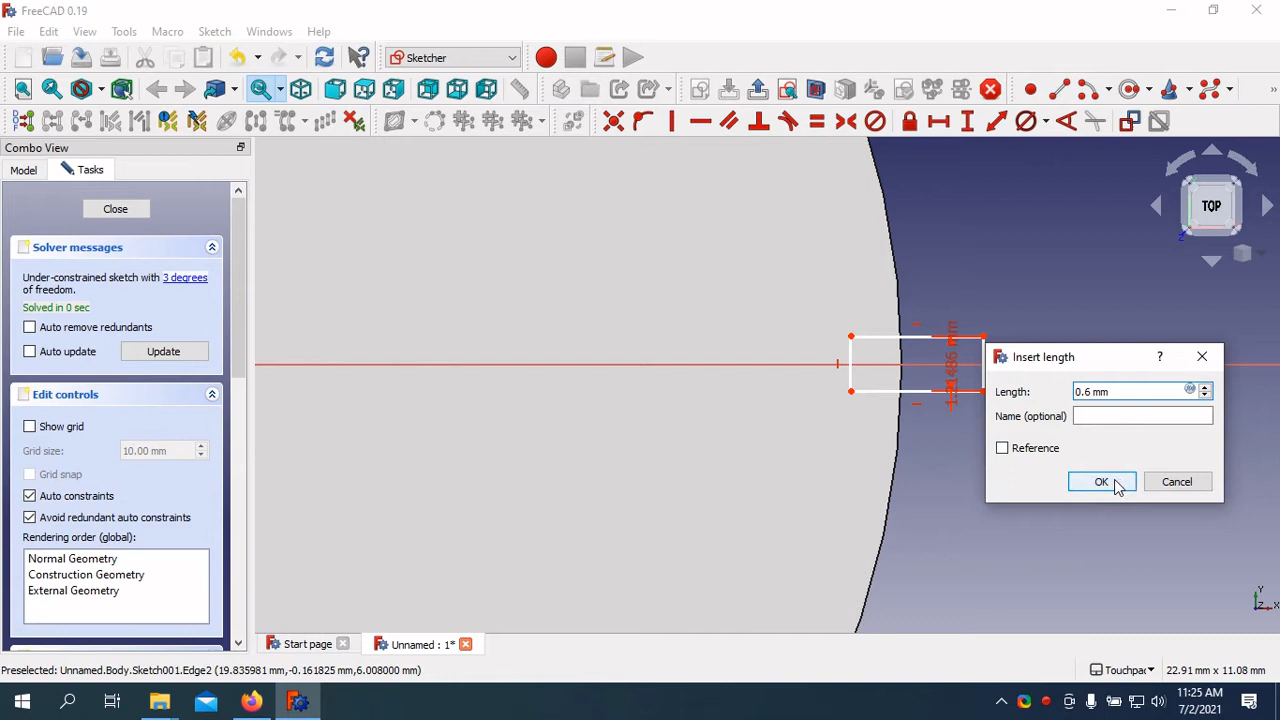 FreeCAD 0.19
File Edit View Tools Macro Sketch Windows Help
Sketcher
Combo View
Model Tasks
Close
TOP
Solver messages
Under-constrained sketch with 3 degrees
of freedom.
Solved in 0 sec
Auto remove redundants
Auto update Update
Edit controls
Show grid
Grid size: 10.00 mm
Grid snap
Auto constraints
Avoid redundant auto constraints
Rendering order (global):
Normal Geometry
Construction Geometry
External Geometry
Insert length
Length: 0.6 mm
Name (optional)
Reference
OK Cancel
Y
Z X
Start page Unnamed : 1*
Preselected: Unnamed.Body.Sketch001.Edge2 (19.835981 mm,-0.161825 mm,6.008000 mm) Touchpa 22.91 mm x 11.08 mm
11:25 AM
7/2/2021